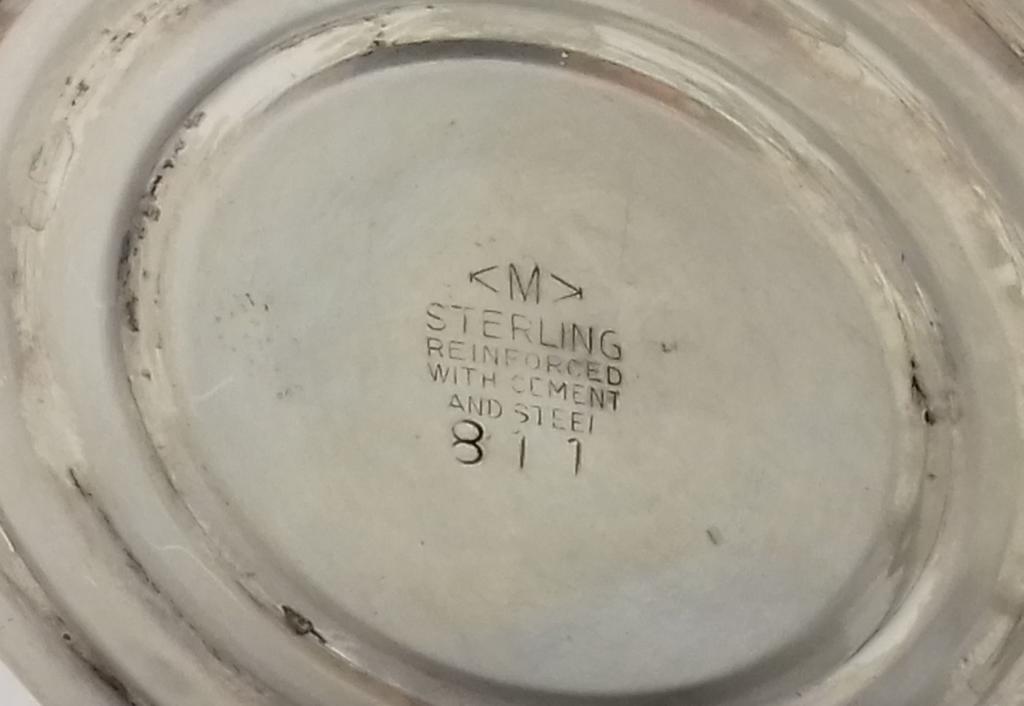 <M>
STERLING
REINFORCED
WITH CEMENT
AND STEEL
811